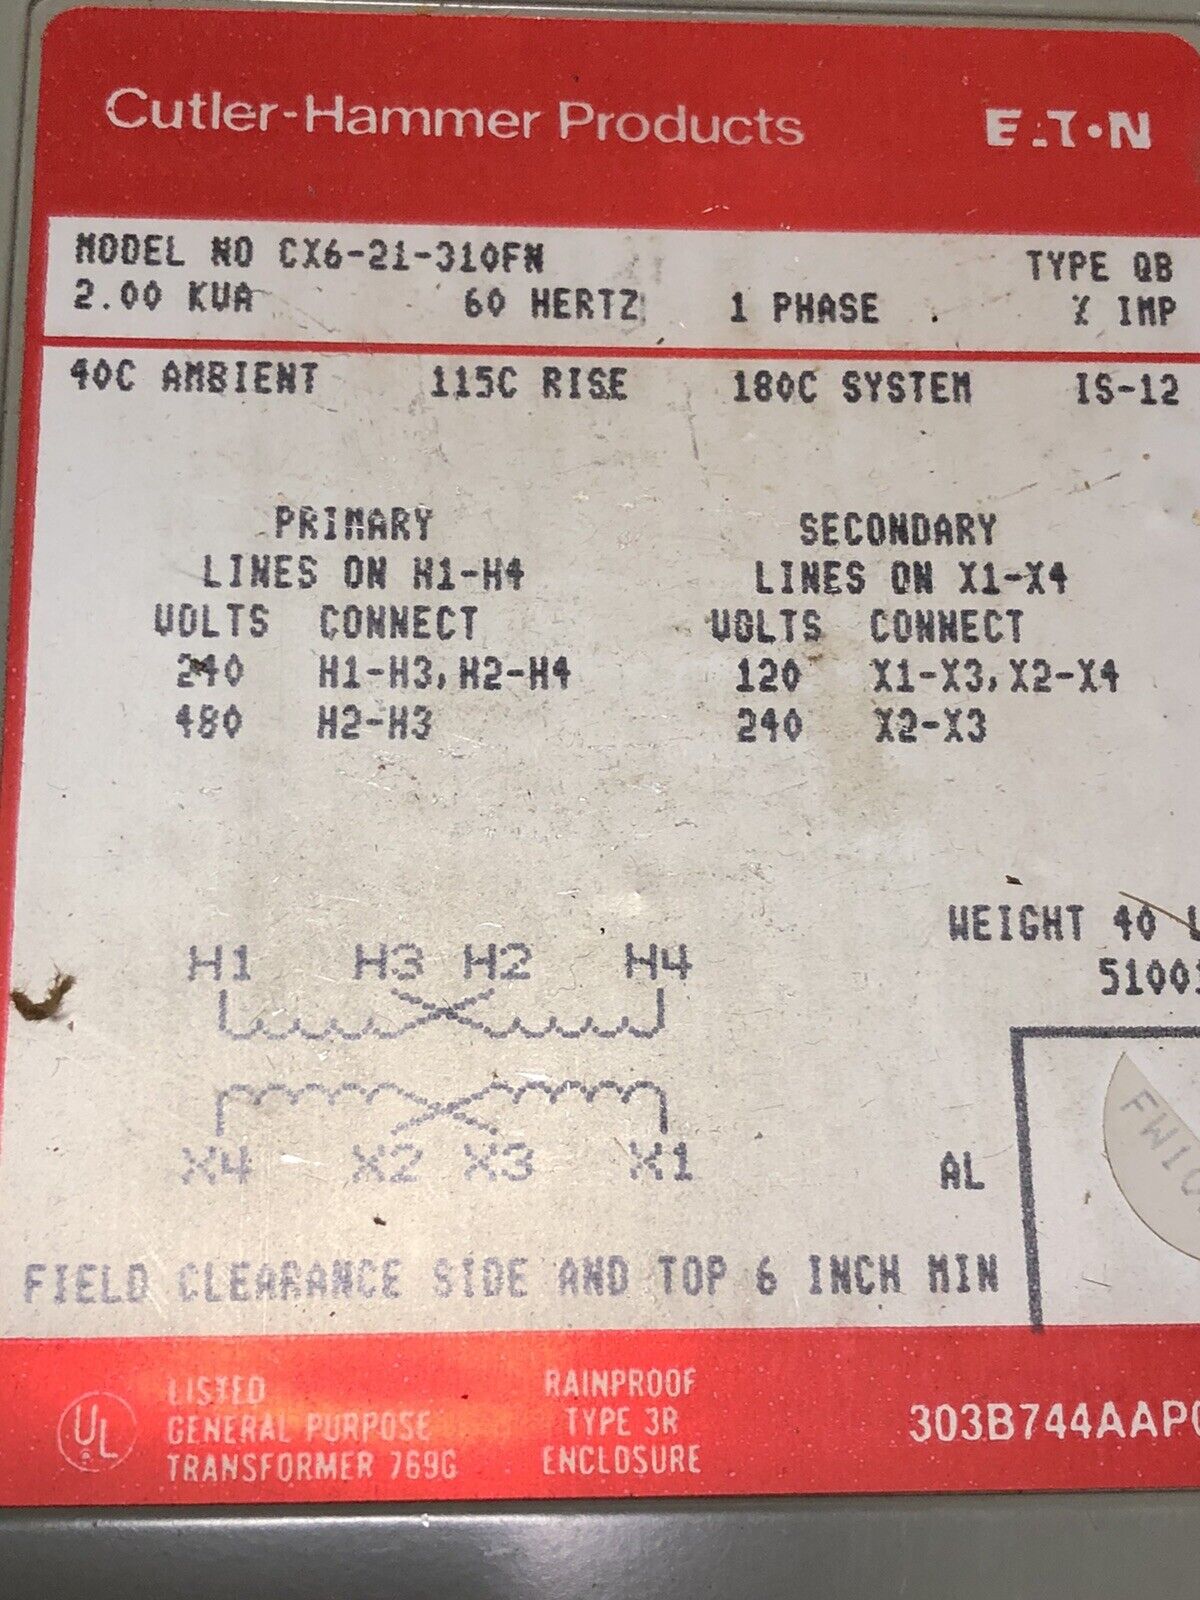 Cutler-Hammer Products
MODEL NO CX6-21-310FN TYPE QB
2.00 KVA 60 HERTZ 1 PHASE % IMP
40C AMBIENT 115C RISE 180C SYSTEM IS-12
PRIMARY
LINES ON H1-H4
VOLTS CONNECT
240 H1-H3,H2-H4
480 H2-H3
SECONDARY
LINES ON X1-X4
VOLTS CONNECT
120 X1-X3,X2-X4
240 X2-X3
WEIGHT 40 L
51001
H1 H3 H2 H4
X4 X2 X3 X1
AL
FW10
FIELD CLEARANCE SIDE AND TOP 6 INCH MIN
UL
LISTED
GENERAL PURPOSE
TRANSFORMER 769G
RAINPROOF
TYPE 3R
ENCLOSURE
303B744AAP0